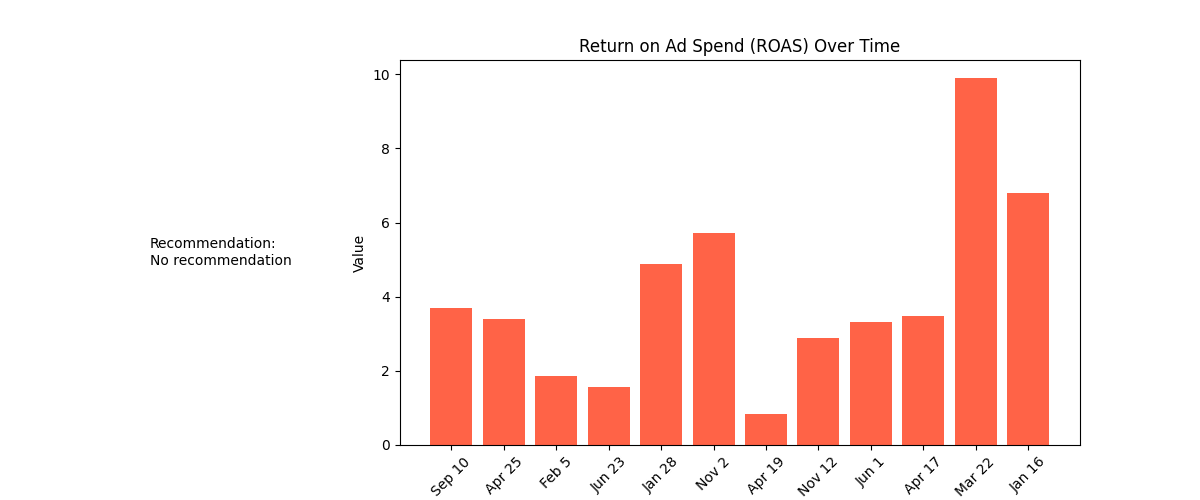 Return on Ad Spend (ROAS) Over Time
10
8
6
4
2
0
Value
Recommendation:
No recommendation
Sep 10
Apr 25
Feb 5
Jun 23
Jan 28
Nov 2
Apr 19
Nov 12
Jun 1
Apr 17
Mar 22
Jan 16